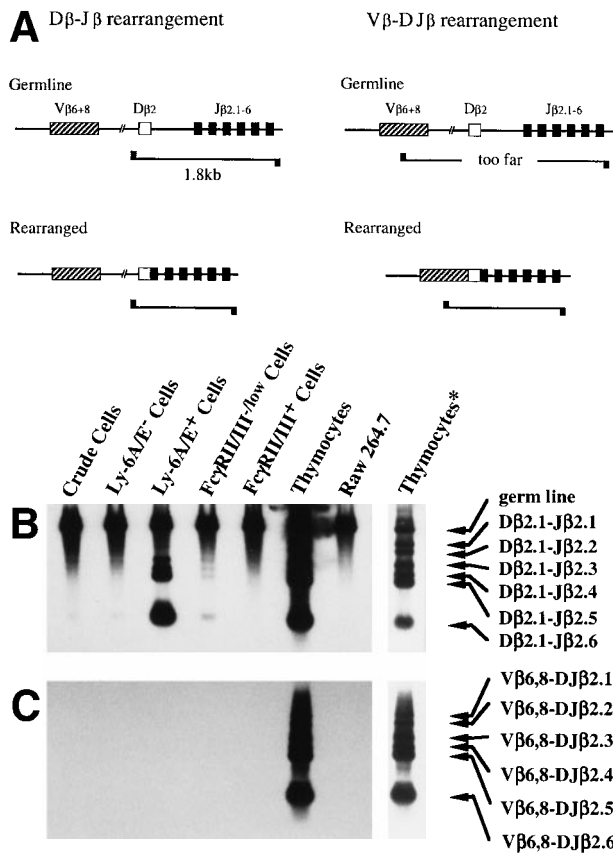 A
Dβ-Jβ rearrangement
Vβ-DJβ rearrangement
Germline
Germline
Vβ6+8 Dβ2 Jβ2.1-6
Vβ6+8 Dβ2 Jβ2.1-6
1.8kb
too far
Rearranged
Rearranged
Crude Cells
Ly-6A/E- Cells
Ly-6A/E+ Cells
FcγRII/III-/low Cells
FcγRII/III+ Cells
Thymocytes
Raw 264.7
Thymocytes*
B
germ line
Dβ2.1-Jβ2.1
Dβ2.1-Jβ2.2
Dβ2.1-Jβ2.3
Dβ2.1-Jβ2.4
Dβ2.1-Jβ2.5
Dβ2.1-Jβ2.6
C
Vβ6,8-DJβ2.1
Vβ6,8-DJβ2.2
Vβ6,8-DJβ2.3
Vβ6,8-DJβ2.4
Vβ6,8-DJβ2.5
Vβ6,8-DJβ2.6